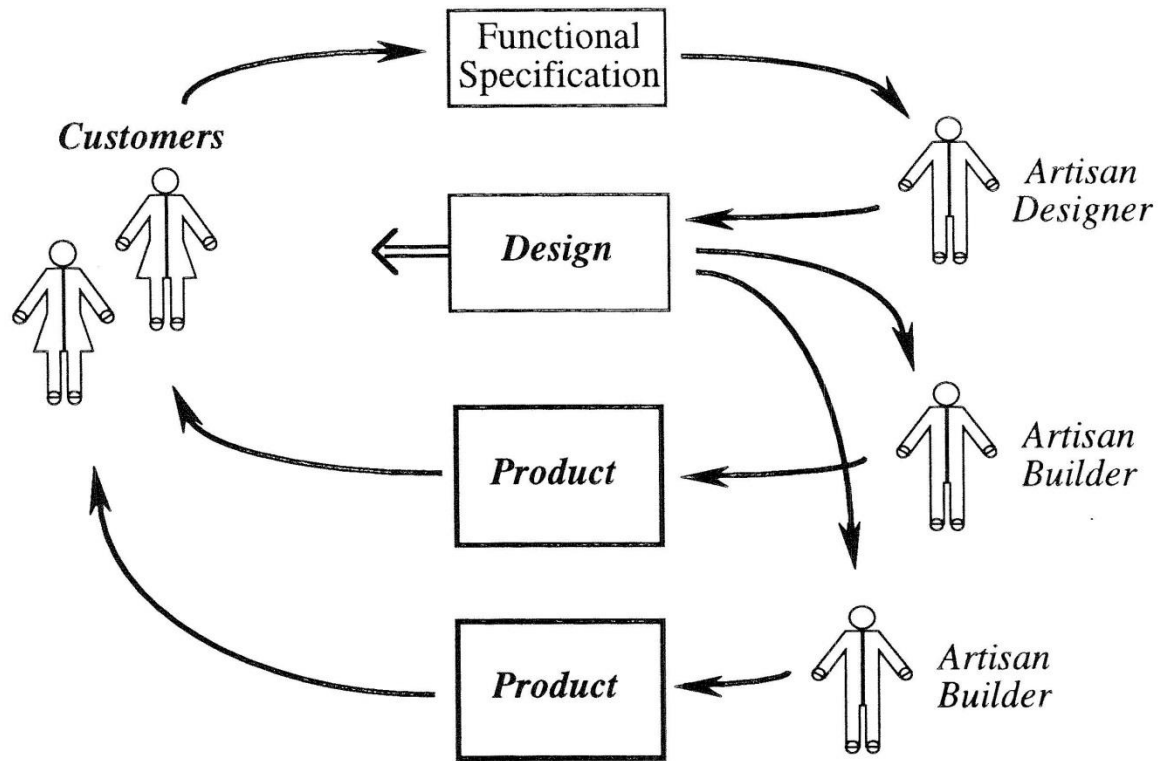 Functional
Specification
Customers
Artisan
Designer
Design
Product
Artisan
Builder
Product
Artisan
Builder